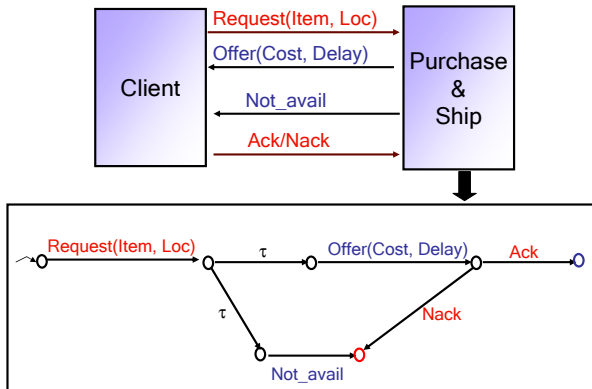 Request(Item, Loc)
Offer(Cost, Delay)
Client
Purchase
&
Ship
Not_avail
Ack/Nack
Request(Item, Loc)
τ
Offer(Cost, Delay)
Ack
τ
Nack
Not_avail